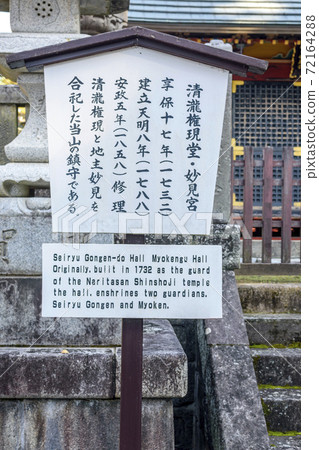 清瀧権現堂・妙見宮
享保十七年（一七三二）
建立天明八年（一七八八）
安政五年（一八五八）修理
清瀧権現と地主妙見を
合祀した当山の鎮守である
Seiryu Gongen-do Hall Myokengu Hall
Originally, built in 1732 as the guard
of the Naritasan Shinshoji temple
the hall, enshrines two guardians.
Seiryu Gongen and Myoken.
PIXTA
72164288